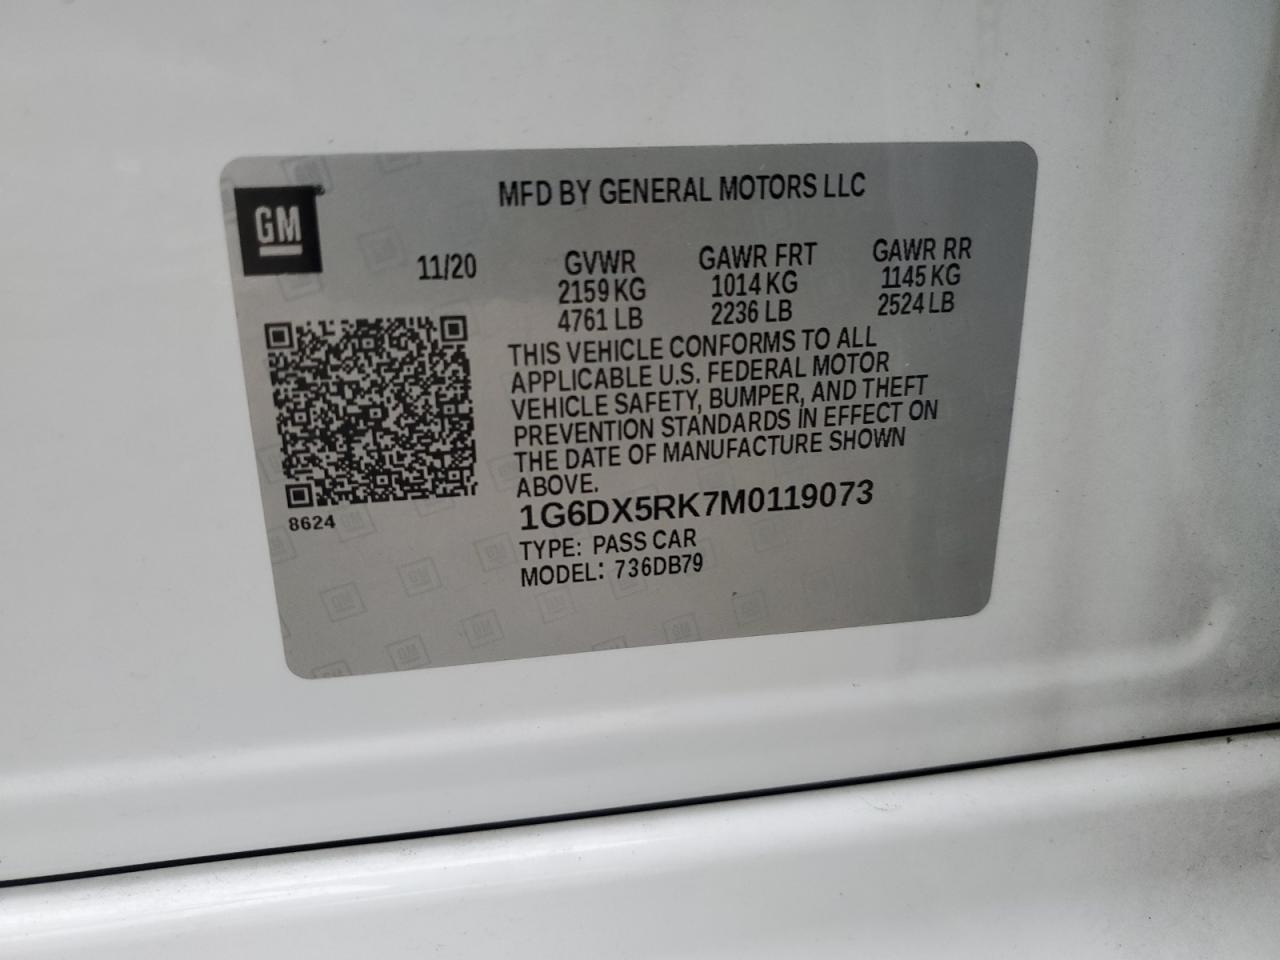 MFD BY GENERAL MOTORS LLC
GM
11/20
GVWR GAWR FRT GAWR RR
2159 KG 1014 KG 1145 KG
4761 LB 2236 LB 2524 LB
THIS VEHICLE CONFORMS TO ALL
APPLICABLE U.S. FEDERAL MOTOR
VEHICLE SAFETY, BUMPER, AND THEFT
PREVENTION STANDARDS IN EFFECT ON
THE DATE OF MANUFACTURE SHOWN
ABOVE.
8624
1G6DX5RK7M0119073
TYPE: PASS CAR
MODEL: 736DB79